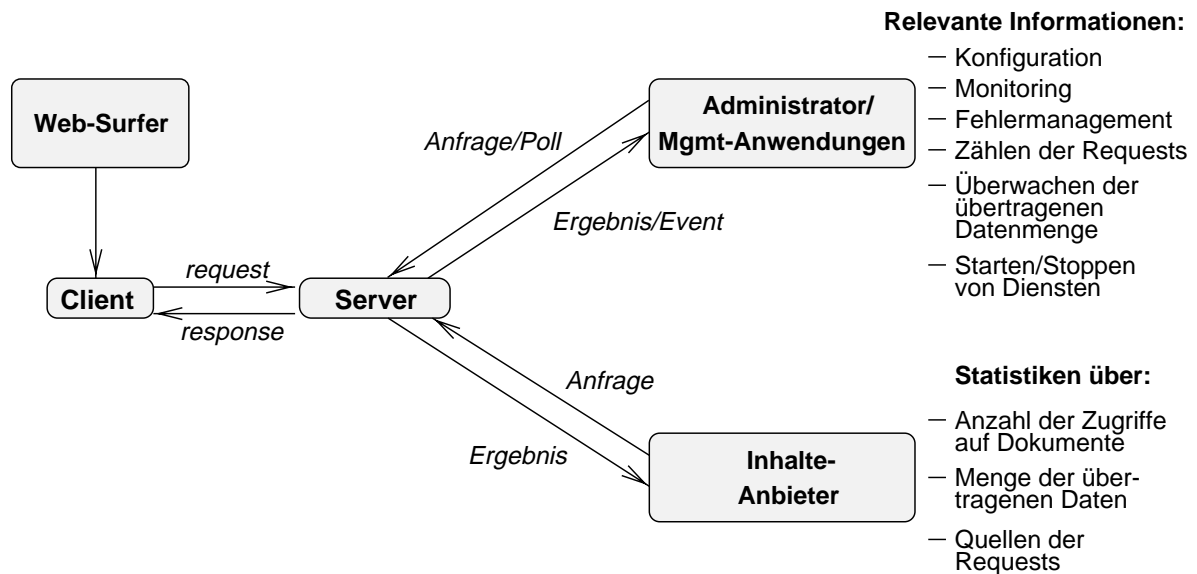 Relevante Informationen:
— Konfiguration
— Monitoring
— Fehlermanagement
— Zählen der Requests
— Überwachen der
übertragenen
Datenmenge
— Starten/Stoppen
von Diensten
Web-Surfer
Administrator/
Mgmt-Anwendungen
Anfrage/Poll
Ergebnis/Event
request
Client
Server
response
Anfrage
Ergebnis
Inhalte-
Anbieter
Statistiken über:
— Anzahl der Zugriffe
auf Dokumente
— Menge der über-
tragenen Daten
— Quellen der
Requests